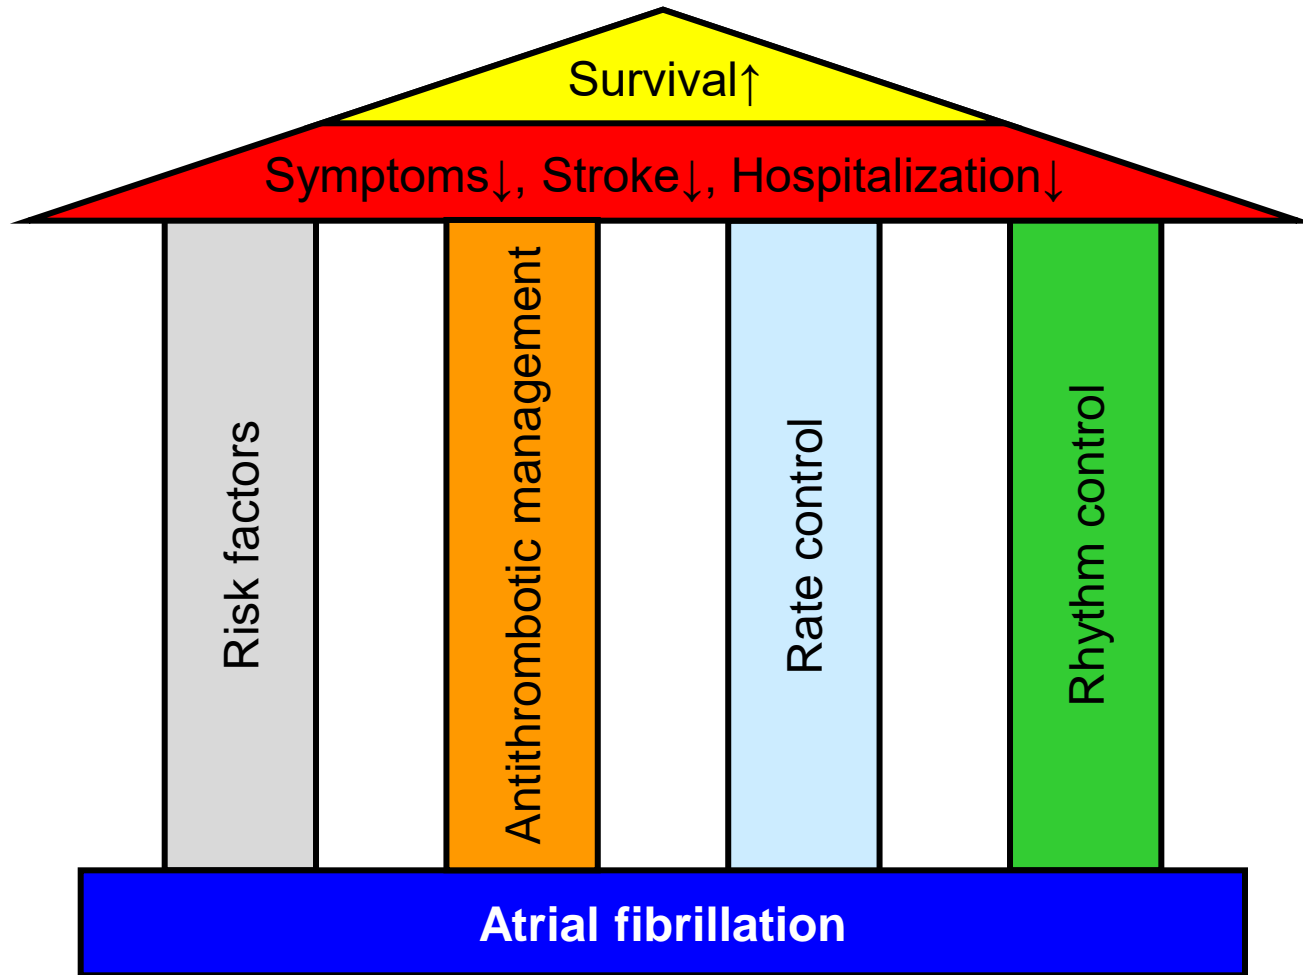 Survival↑
Symptoms↓, Stroke↓, Hospitalization↓
Risk factors
Antithrombotic management
Rate control
Rhythm control
Atrial fibrillation